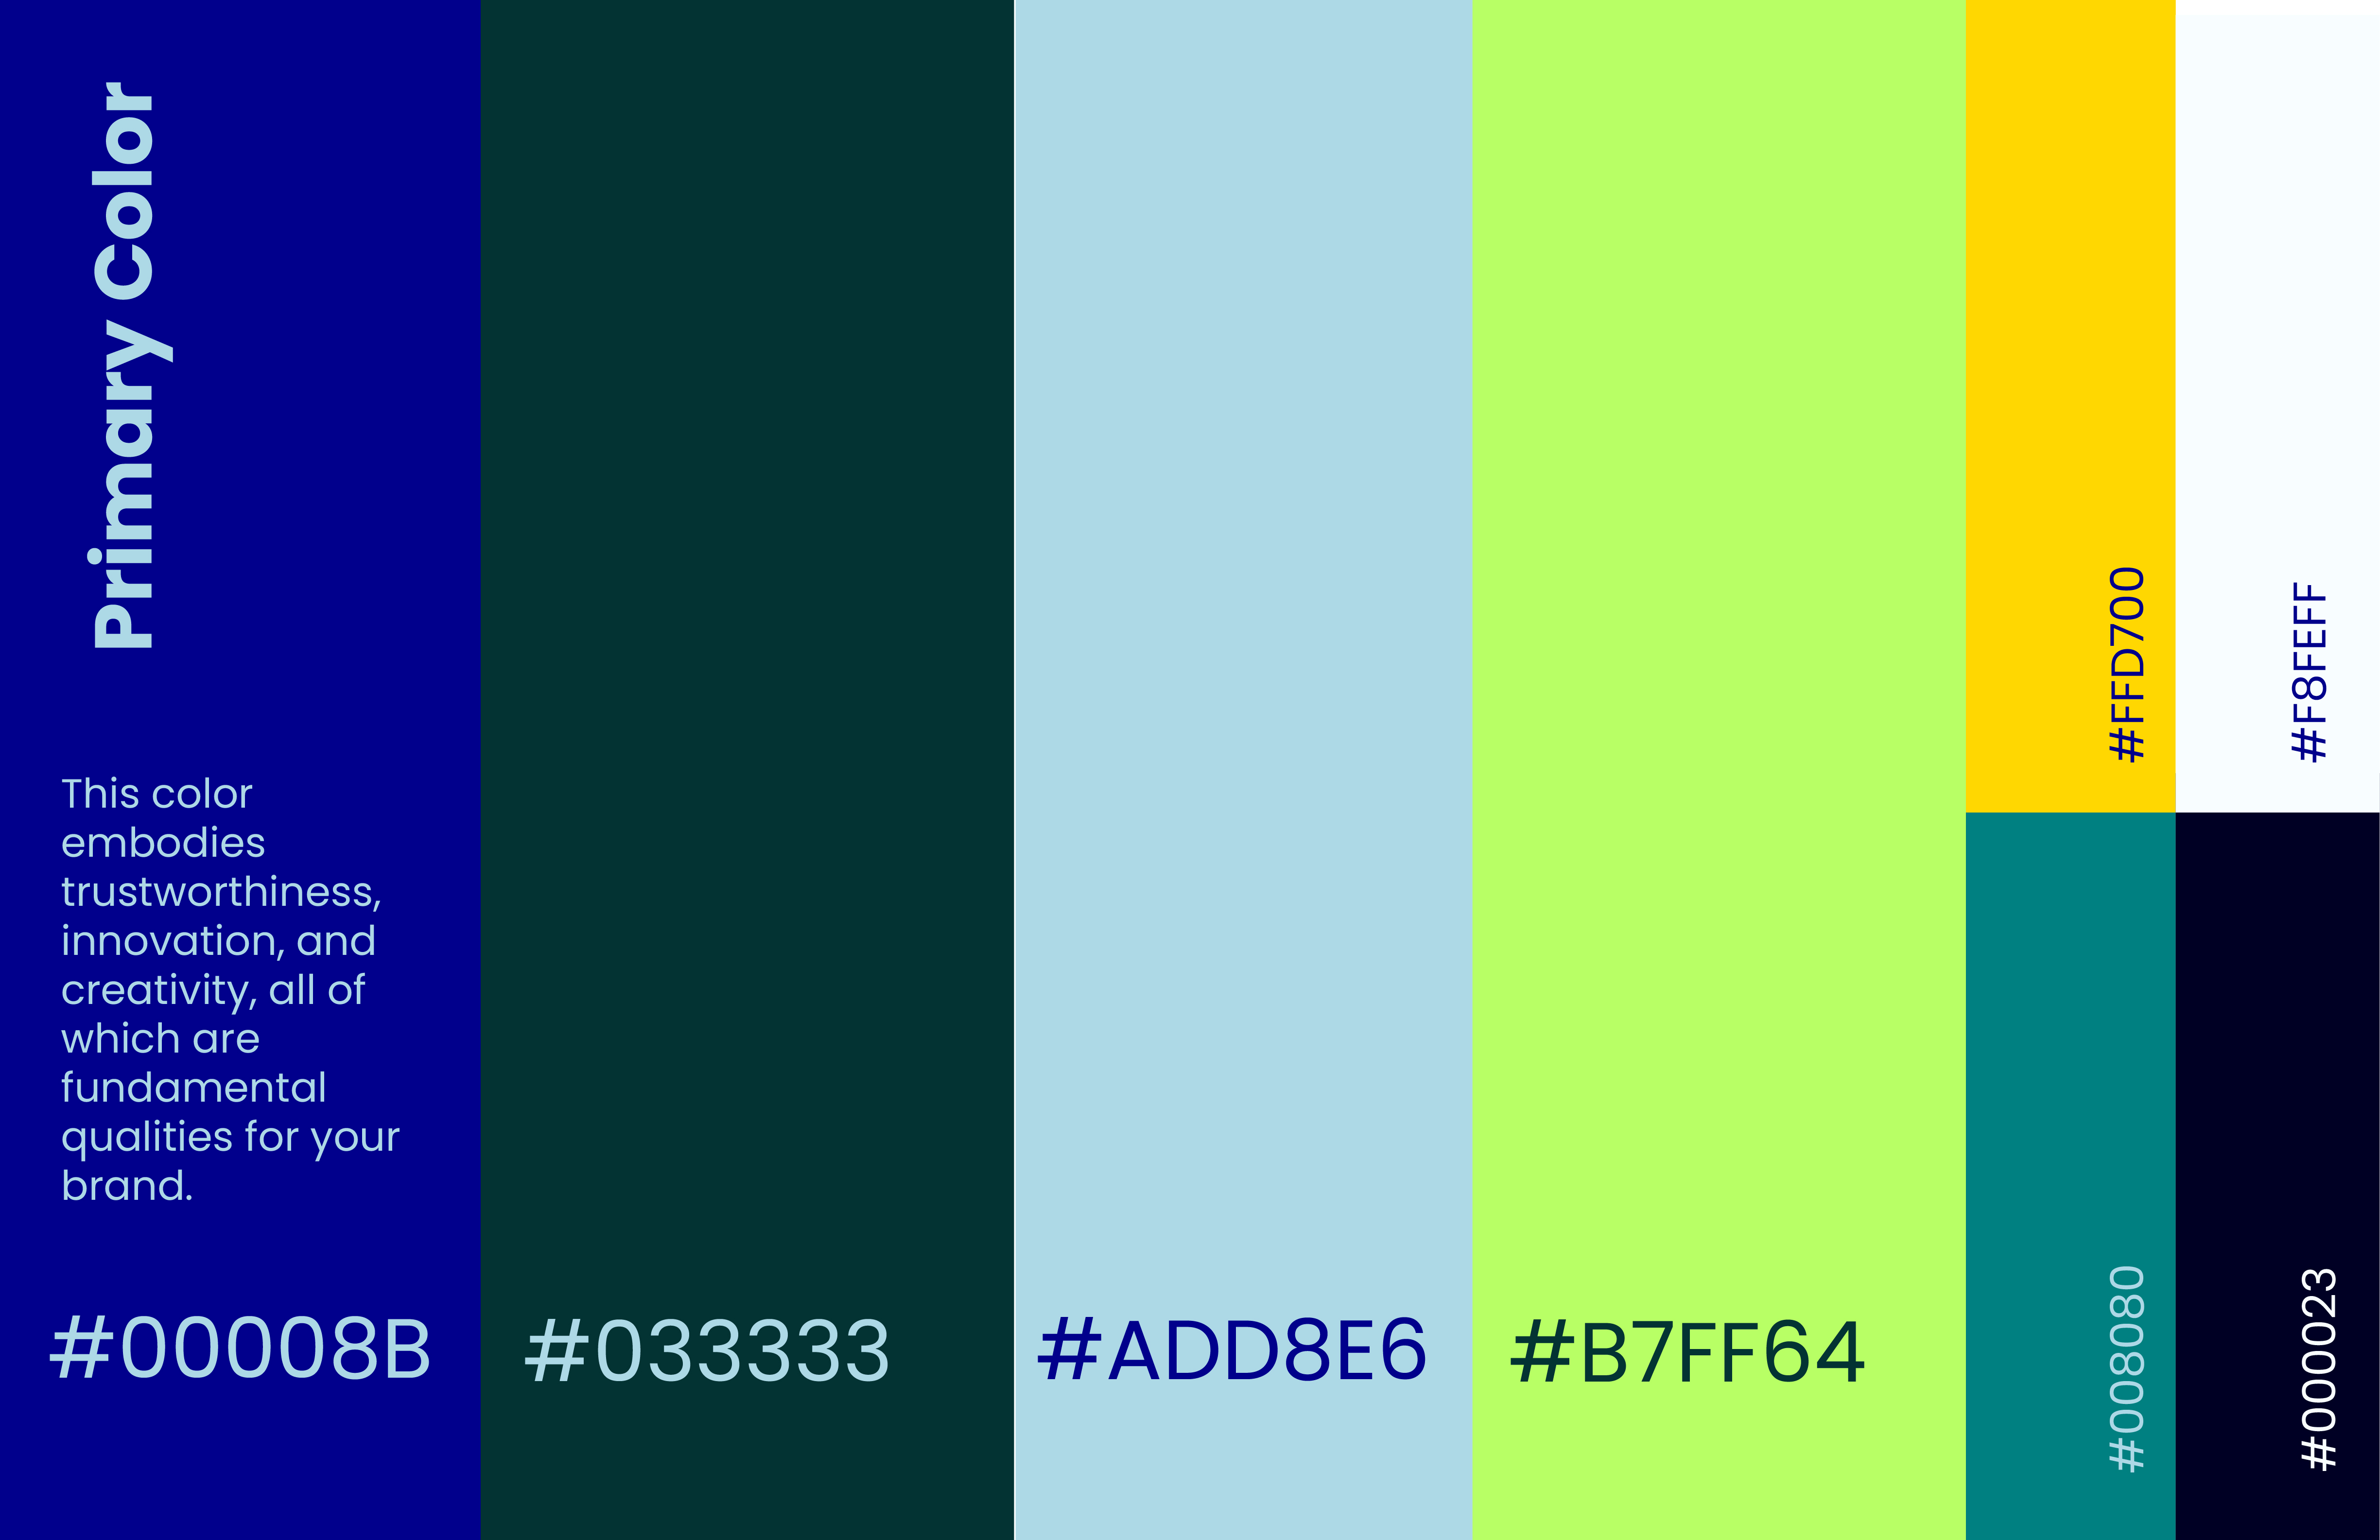 Primary Color
This color
embodies
trustworthiness,
innovation, and
creativity, all of
which are
fundamental
qualities for your
brand.
#00008B
#033333
#ADD8E6
#B7FF64
#FFD700
#F8FEFF
#008080
#000023